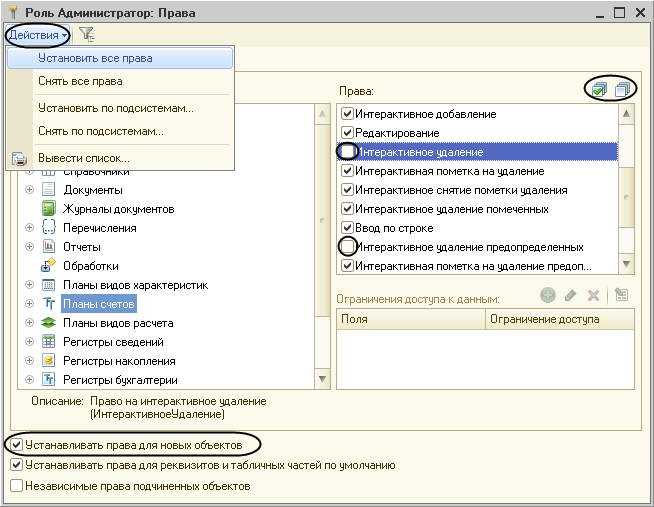 Роль Администратор: Права
Действия
Установить все права
Снять все права
Установить по подсистемам...
Снять по подсистемам...
Вывести список...
Документы
Журналы документов
Перечисления
Отчеты
Обработки
Планы видов характеристик
Планы счетов
Планы видов расчета
Регистры сведений
Регистры накопления
Регистры бухгалтерии
Права:
Интерактивное добавление
Редактирование
Интерактивное удаление
Интерактивная пометка на удаление
Интерактивное снятие пометки удаления
Интерактивное удаление помеченных
Ввод по строке
Интерактивное удаление предопределенных
Интерактивная пометка на удаление предоп...
Ограничения доступа к данным:
Поля
Ограничение доступа
Описание: Право на интерактивное удаление
(ИнтерактивноеУдаление)
Устанавливать права для новых объектов
Устанавливать права для реквизитов и табличных частей по умолчанию
Независимые права подчиненных объектов